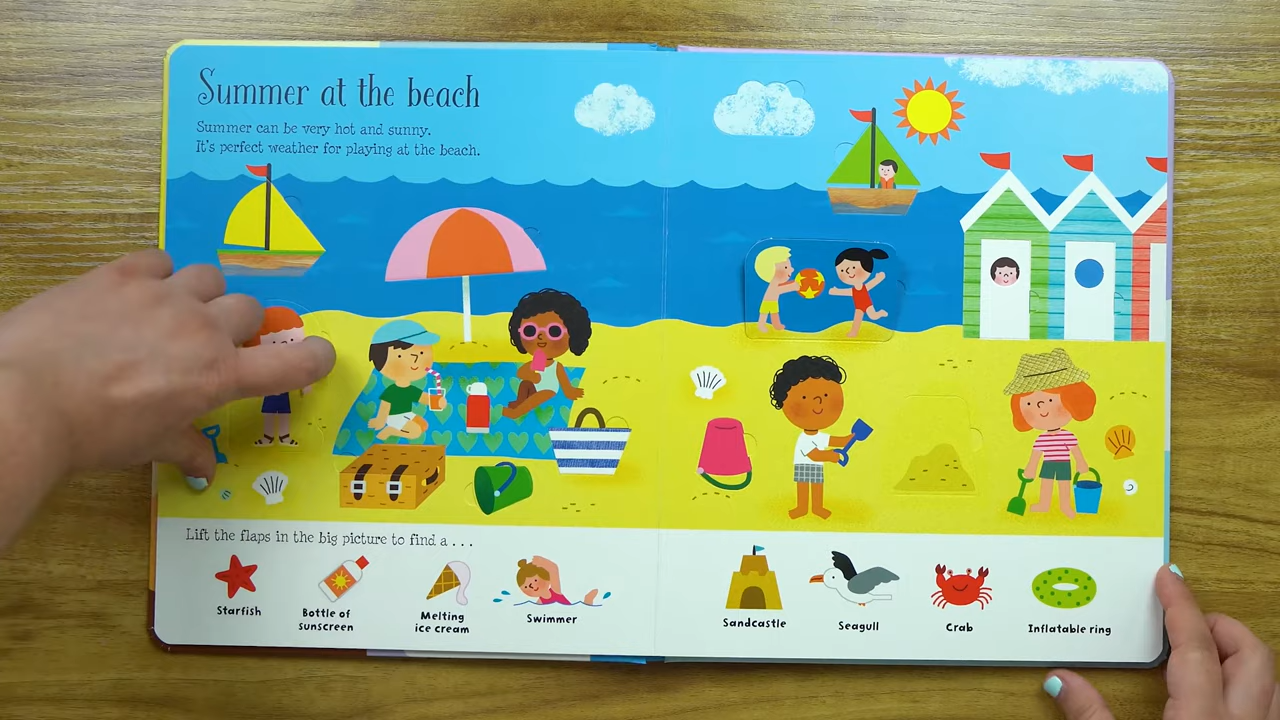 Summer at the beach
Summer can be very hot and sunny.
It's perfect weather for playing at the beach.
Lift the flaps in the big picture to find a . . .
Starfish
Bottle of
sunscreen
Melting
ice cream
Swimmer
Sandcastle
Seagull
Crab
Inflatable ring